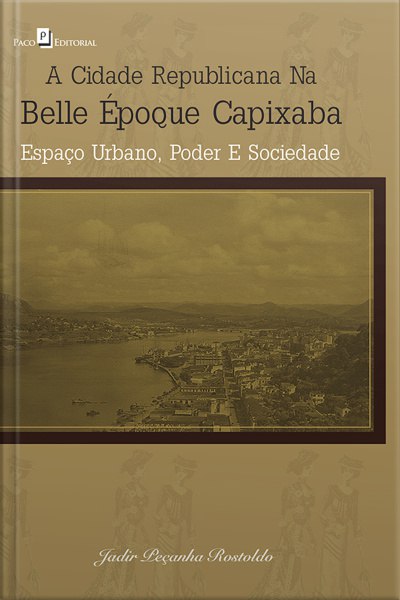 PACO P EDITORIAL
A Cidade Republicana Na
Belle Époque Capixaba
Espaço Urbano, Poder E Sociedade
Jadir Peçanha Rostoldo